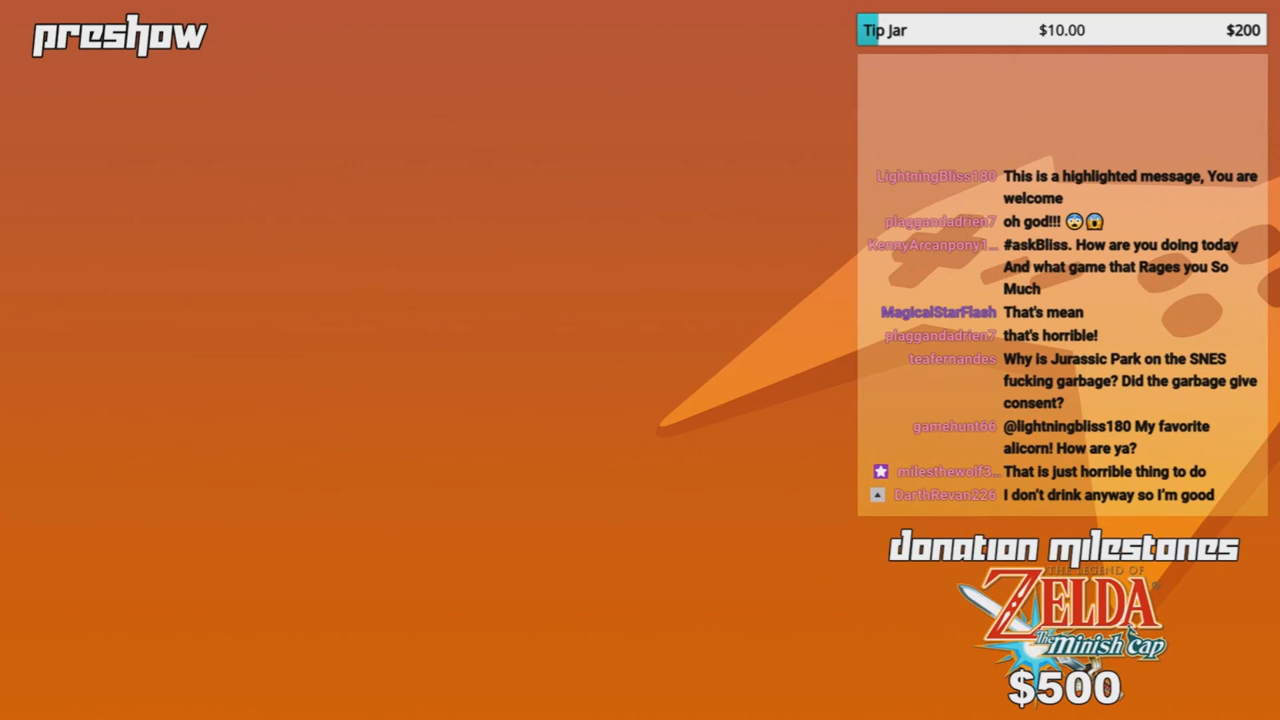 preshow
Tip Jar $10.00 $200
LightningBliss180 This is a highlighted message, You are
welcome
plaggandadrien7 oh god!!! 😨😱
KennyArcanpony1... #askBliss. How are you doing today
And what game that Rages you So
Much
MagicalStarFlash That's mean
plaggandadrien7 that's horrible!
teafernandes Why is Jurassic Park on the SNES
fucking garbage? Did the garbage give
consent?
gamehunt66 @lightningbliss180 My favorite
alicorn! How are ya?
milesthewolf3... That is just horrible thing to do
DarthRevan226 I don't drink anyway so I'm good
donation milestones
THE LEGEND OF
ZELDA®
The Minish Cap
$500